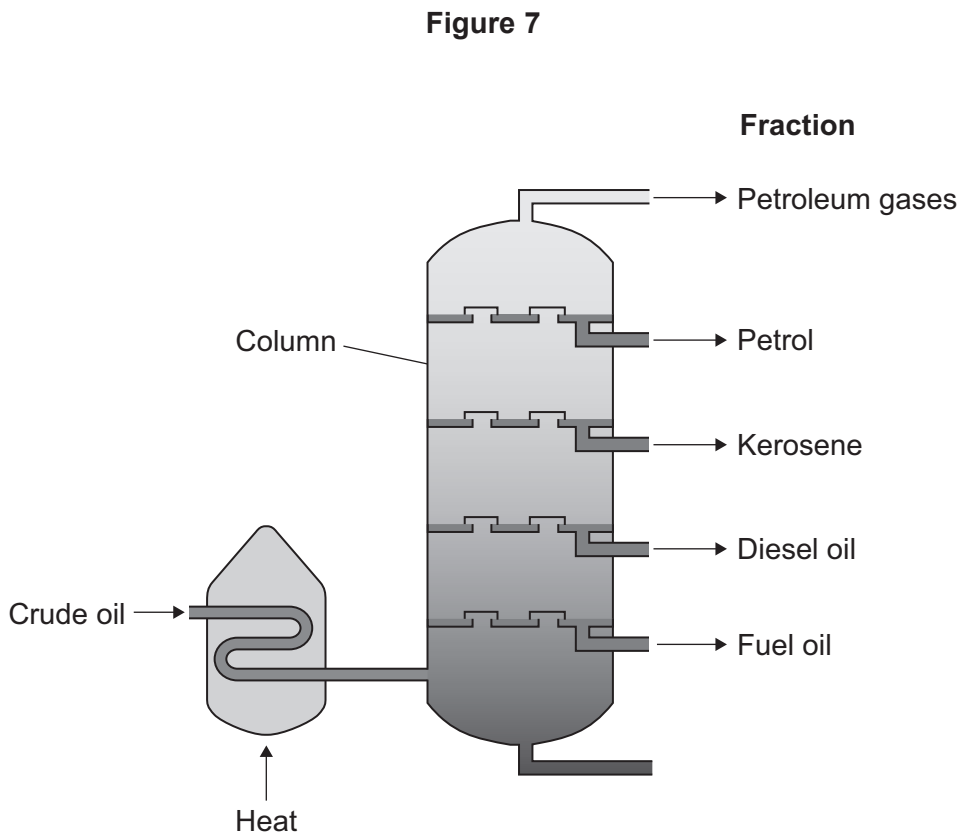 Figure 7
Fraction
Petroleum gases
Column
Petrol
Kerosene
Diesel oil
Crude oil
Fuel oil
Heat